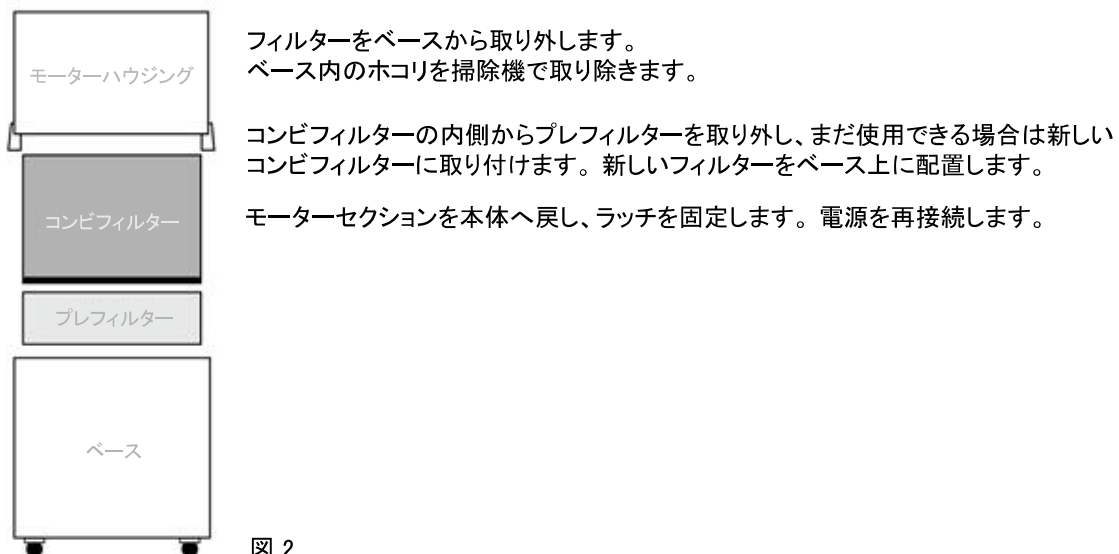 モーターハウジング
コンビフィルター
プレフィルター
ベース
フィルターをベースから取り外します。
ベース内のホコリを掃除機で取り除きます。
コンビフィルターの内側からプレフィルターを取り外し、まだ使用できる場合は新しい
コンビフィルターに取り付けます。新しいフィルターをベース上に配置します。
モーターセクションを本体へ戻し、ラッチを固定します。電源を再接続します。
図 2